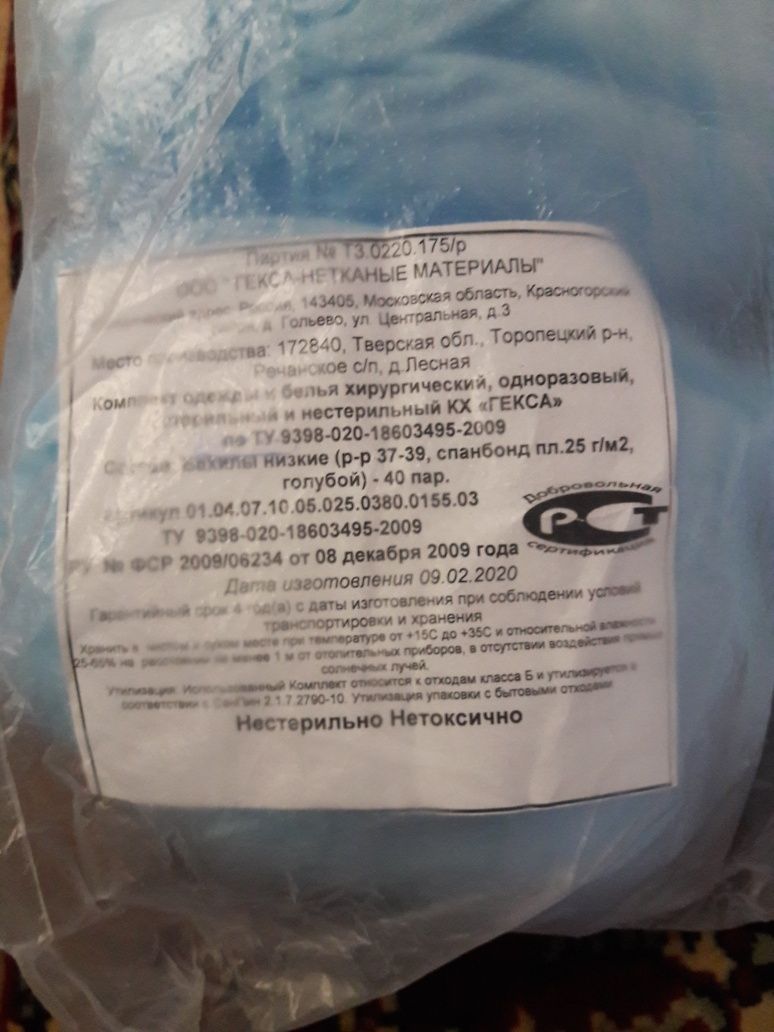 Партия № ТЗ.0220.175/р
ООО "ГЕКСА-НЕТКАНЫЕ МАТЕРИАЛЫ"
адрес: Россия, 143405, Московская область, Красногорский
д. Гольево, ул. Центральная, д.3
Место производства: 172840, Тверская обл., Торопецкий р-н,
Речанское с/п, д.Лесная
Комплект одежды и белья хирургический, одноразовый,
стерильный и нестерильный КХ «ГЕКСА»
по ТУ 9398-020-18603495-2009
Состав: бахилы низкие (р-р 37-39, спанбонд пл.25 г/м2,
голубой) - 40 пар.
артикул 01.04.07.10.05.025.0380.0155.03
ТУ 9398-020-18603495-2009
РУ № ФСР 2009/06234 от 08 декабря 2009 года
Добровольная
РСТ
сертификация
Дата изготовления 09.02.2020
Гарантийный срок 4 год(а) с даты изготовления при соблюдении условий
транспортировки и хранения
Хранить в чистом и сухом месте при температуре от +15С до +35С и относительной влажности
25-65% на расстоянии не менее 1 м от отопительных приборов, в отсутствии воздействия прямых
солнечных лучей.
Утилизация: Использованный Комплект относится к отходам класса Б и утилизируется в
соответствии с СанПин 2.1.7.2790-10. Утилизация упаковки с бытовыми отходами
Нестерильно Нетоксично